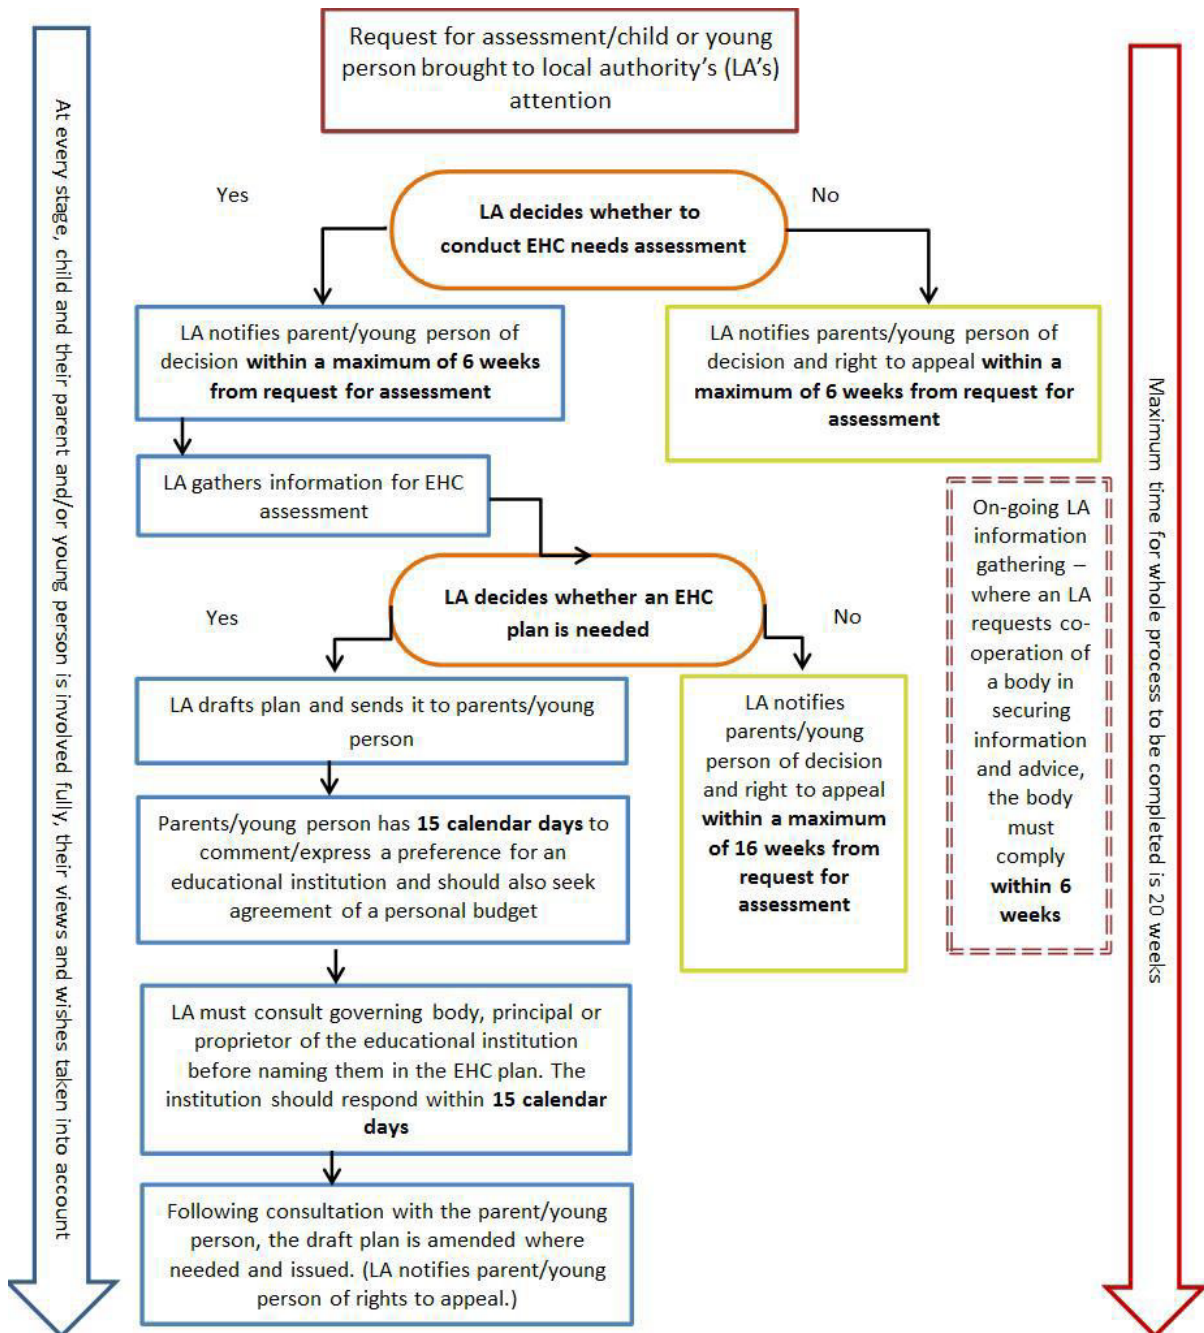 Request for assessment/child or young
person brought to local authority's (LA's)
attention
Yes
No
LA decides whether to
conduct EHC needs assessment
LA notifies parent/young person of
decision within a maximum of 6 weeks
from request for assessment
LA notifies parents/young person of
decision and right to appeal within a
maximum of 6 weeks from request for
assessment
LA gathers information for EHC
assessment
On-going LA
information
gathering –
where an LA
requests co-
operation of
a body in
securing
information
and advice,
the body
must
comply
within 6
weeks
LA decides whether an EHC
plan is needed
Yes
No
LA drafts plan and sends it to parents/young
person
LA notifies
parents/young
person of decision
and right to appeal
within a maximum
of 16 weeks from
request for
assessment
Parents/young person has 15 calendar days to
comment/express a preference for an
educational institution and should also seek
agreement of a personal budget
LA must consult governing body, principal or
proprietor of the educational institution
before naming them in the EHC plan. The
institution should respond within 15 calendar
days
Following consultation with the parent/young
person, the draft plan is amended where
needed and issued. (LA notifies parent/young
person of rights to appeal.)
At every stage, child and their parent and/or young person is involved fully, their views and wishes taken into account
Maximum time for whole process to be completed is 20 weeks